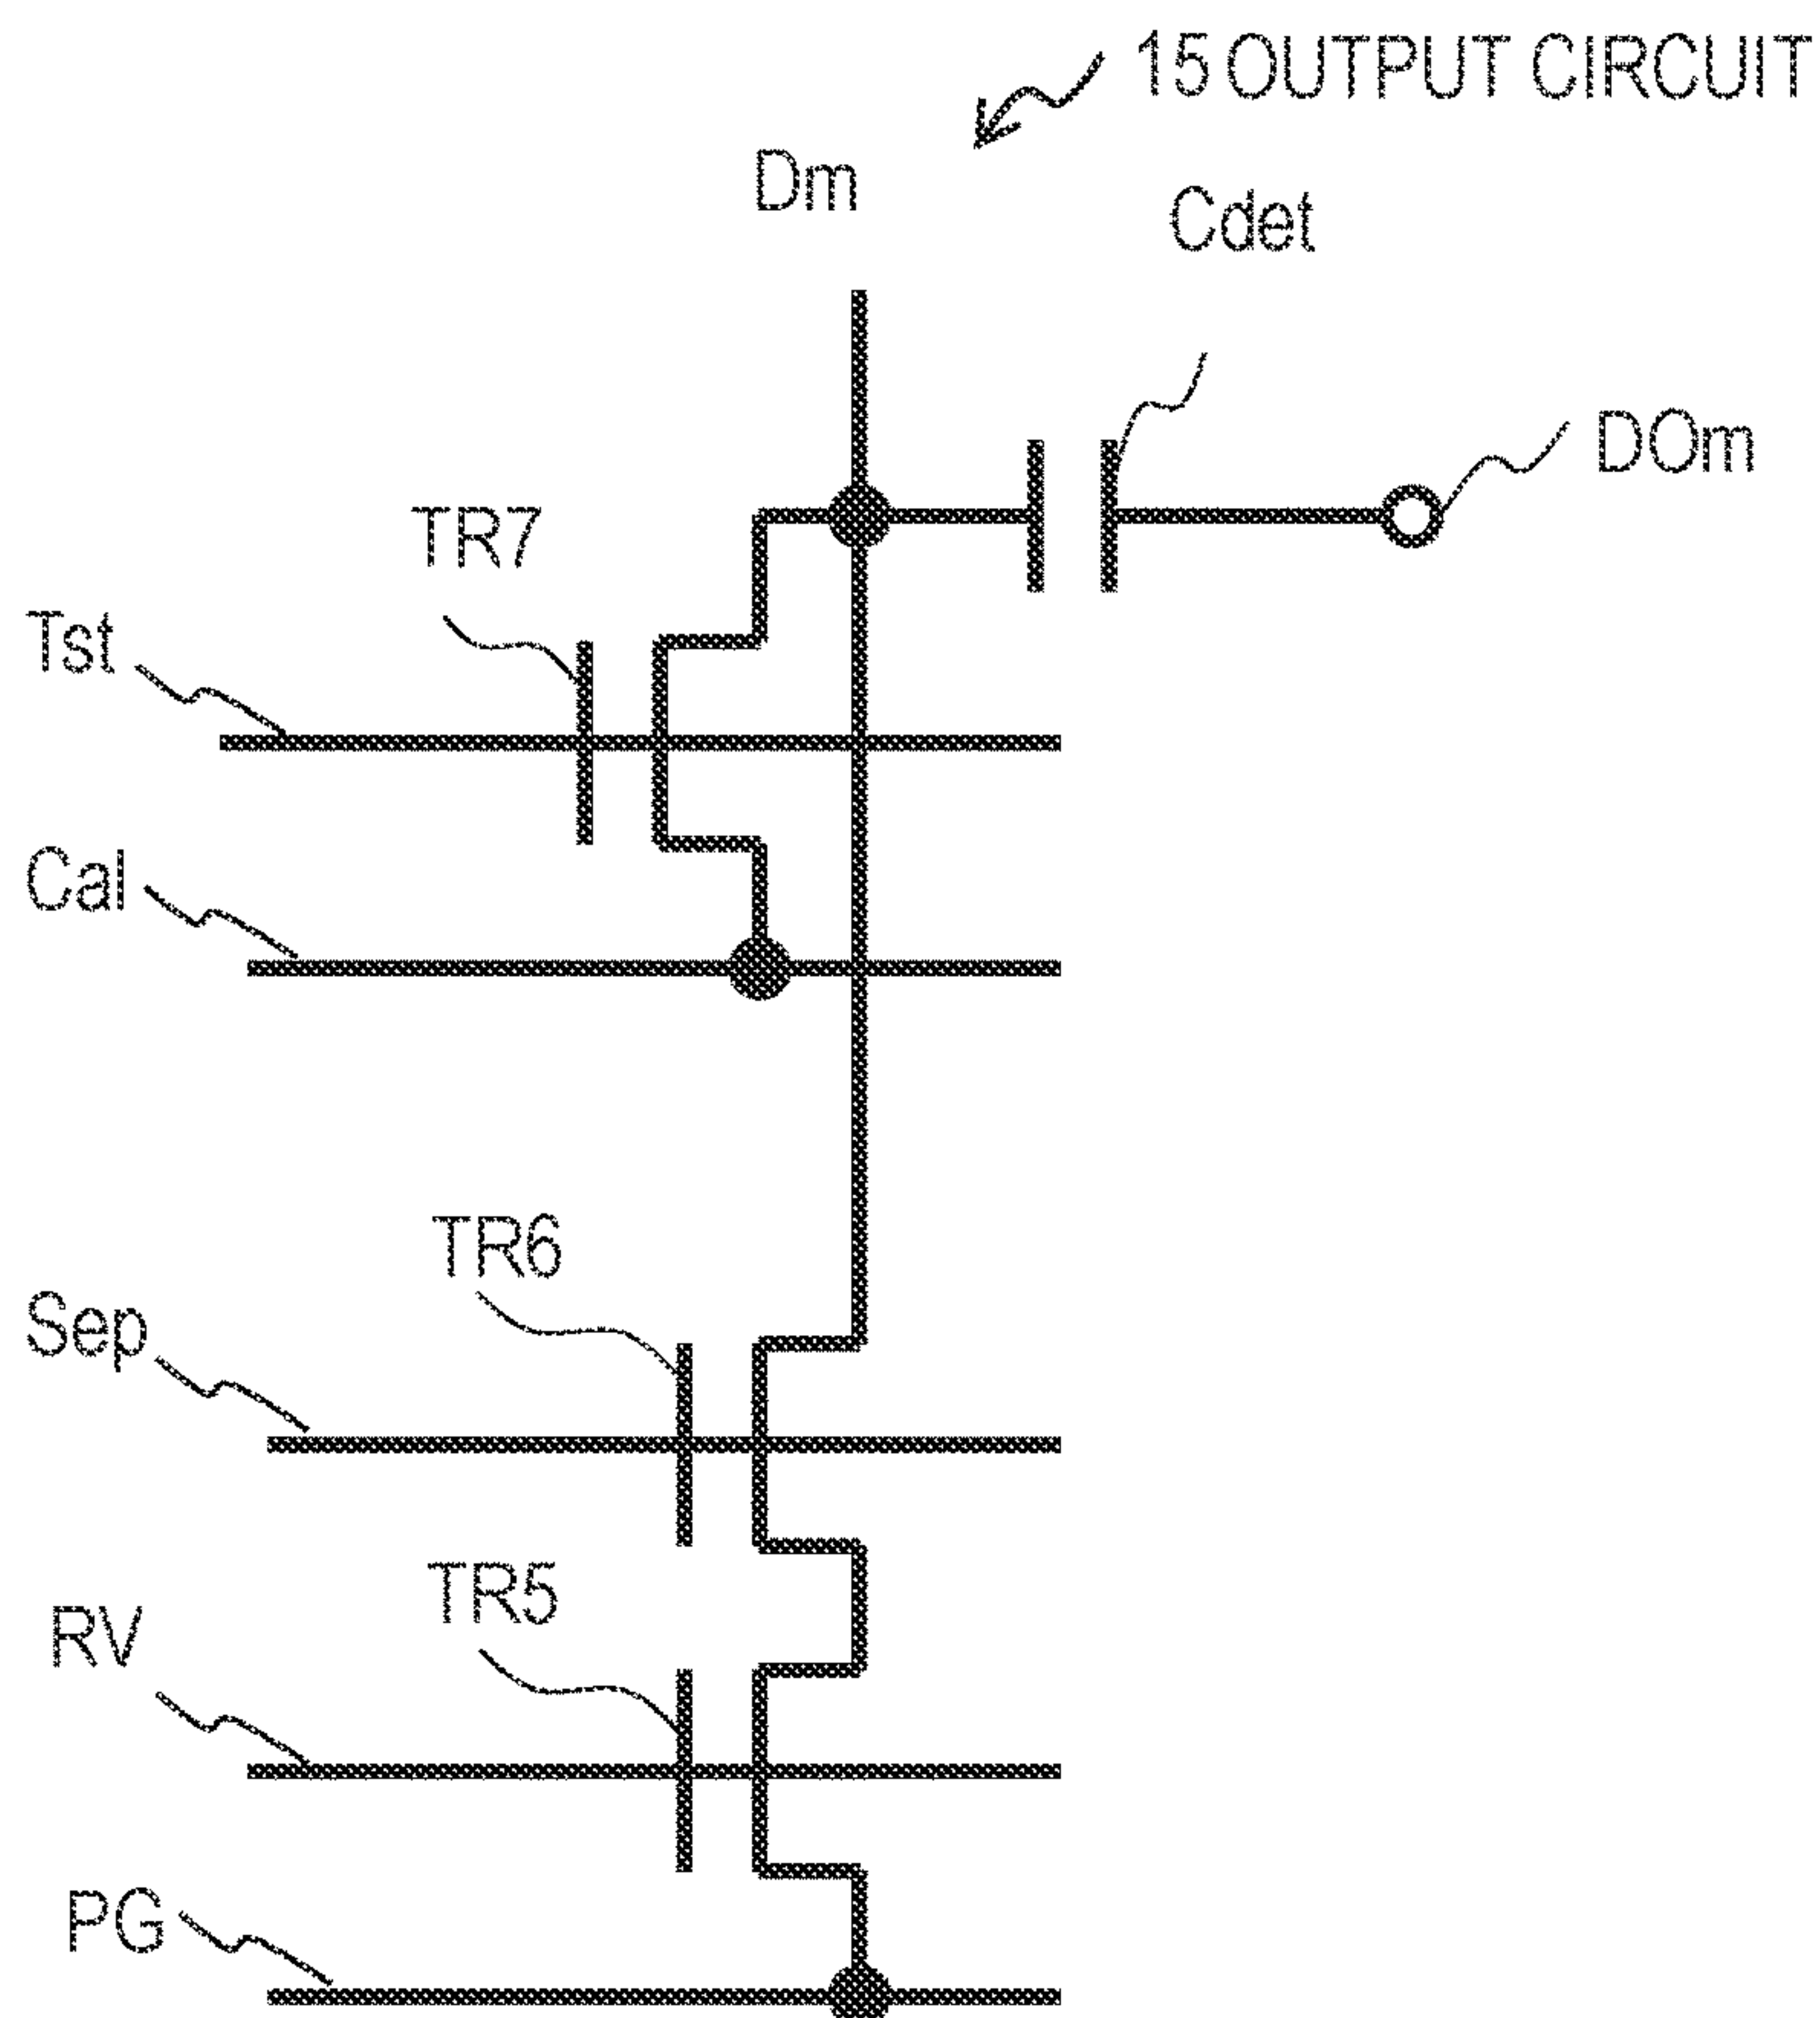 15 OUTPUT CIRCUIT
Dm
Cdet
DOm
TR7
Tst
Cal
TR6
Sep
TR5
RV
PG